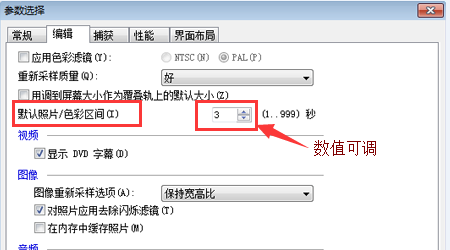 参数选择
常规 编辑 捕获 性能 界面布局
应用色彩滤镜(Y): NTSC(N) PAL(P)
重新采样质量(Q): 好
用调到屏幕大小作为覆叠轨上的默认大小(Z)
默认照片/色彩区间(I) 3 (1..999) 秒
视频
数值可调
显示 DVD 字幕(D)
图像
图像重新采样选项(A): 保持宽高比
对照片应用去除闪烁滤镜(T)
在内存中缓存照片(M)
音频